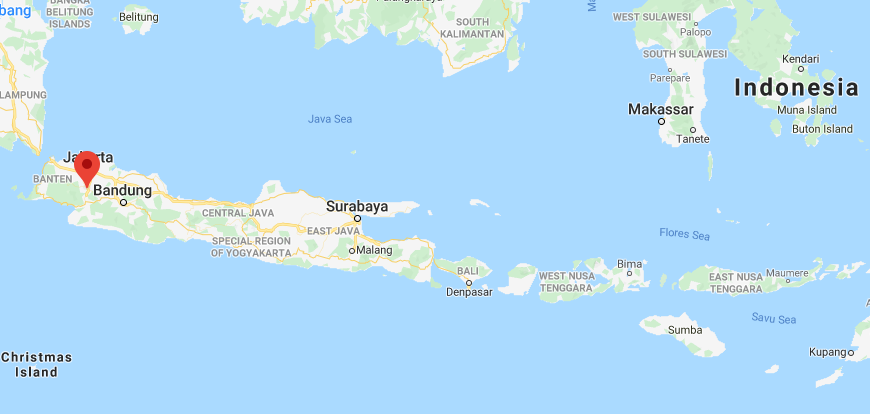 bang
BANGKA
BELITUNG
ISLANDS
Belitung
Palangkaraya
SOUTH
KALIMANTAN
WEST SULAWESI
Palopo
SOUTH SULAWESI
Kendari
Parepare
Indonesia
LAMPUNG
Makassar
Muna Island
Java Sea
Buton Island
Tanete
Jakarta
BANTEN
Bandung
Surabaya
CENTRAL JAVA
EAST JAVA
Flores Sea
SPECIAL REGION
OF YOGYAKARTA
Malang
BALI
Denpasar
WEST NUSA
TENGGARA
Bima
EAST NUSA
TENGGARA
Maumere
Savu Sea
Sumba
Kupang
Christmas
Island